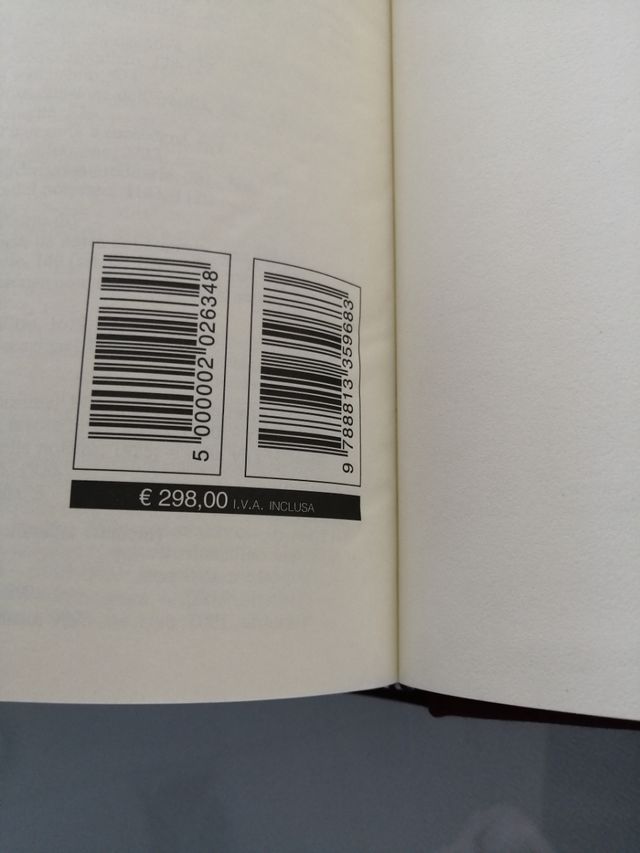 5 000002 026348
9 788813 359683
€ 298,00 I.V.A. INCLUSA